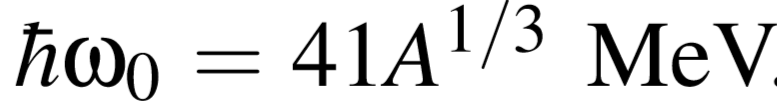 ℏω₀ = 41A^{1/3} MeV.